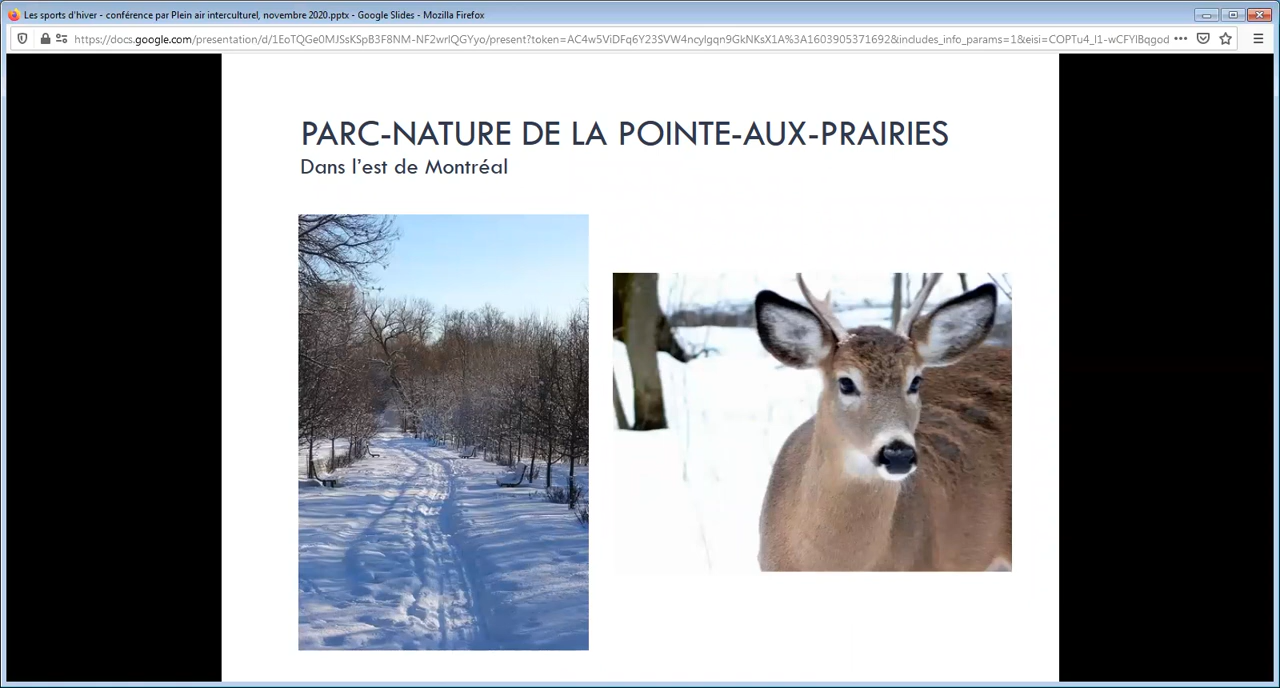 Les sports d'hiver - conférence par Plein air interculturel, novembre 2020.pptx - Google Slides - Mozilla Firefox
https://docs.google.com/presentation/d/1EoTQGe0MJSsKSpB3F8NM-NF2wrlQGYyo/present?token=AC4w5ViDFq6Y23SVW4ncylgqn9GkNKsX1A%3A1603905371692&includes_info_params=1&eisi=COPTu4_l1-wCFYlBqgod
PARC-NATURE DE LA POINTE-AUX-PRAIRIES
Dans l'est de Montréal